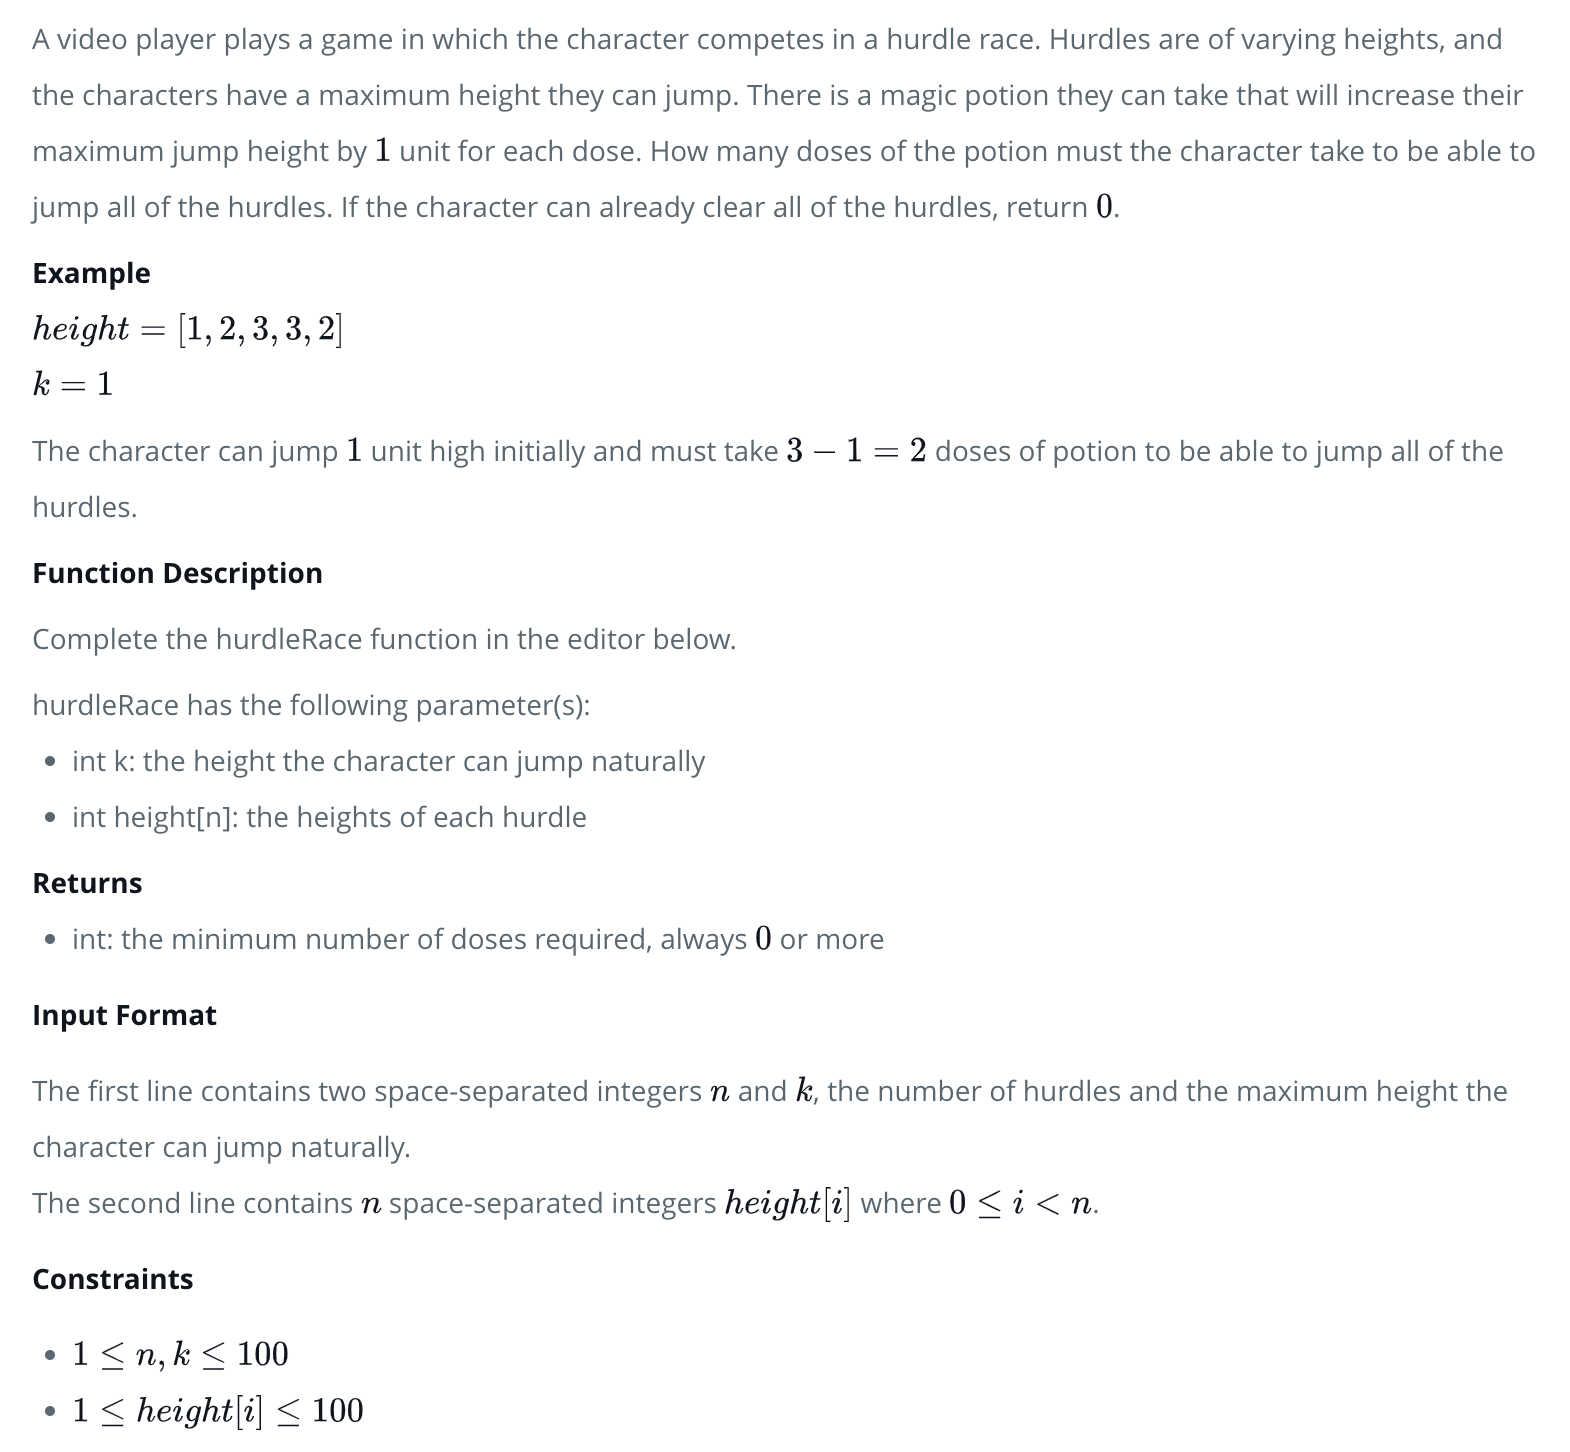 A video player plays a game in which the character competes in a hurdle race. Hurdles are of varying heights, and
the characters have a maximum height they can jump. There is a magic potion they can take that will increase their
maximum jump height by 1 unit for each dose. How many doses of the potion must the character take to be able to
jump all of the hurdles. If the character can already clear all of the hurdles, return 0.
Example
height = [1, 2, 3, 3, 2]
k = 1
The character can jump 1 unit high initially and must take 3 − 1 = 2 doses of potion to be able to jump all of the
hurdles.
Function Description
Complete the hurdleRace function in the editor below.
hurdleRace has the following parameter(s):
• int k: the height the character can jump naturally
• int height[n]: the heights of each hurdle
Returns
• int: the minimum number of doses required, always 0 or more
Input Format
The first line contains two space-separated integers n and k, the number of hurdles and the maximum height the
character can jump naturally.
The second line contains n space-separated integers height[i] where 0 ≤ i < n.
Constraints
• 1 ≤ n, k ≤ 100
• 1 ≤ height[i] ≤ 100